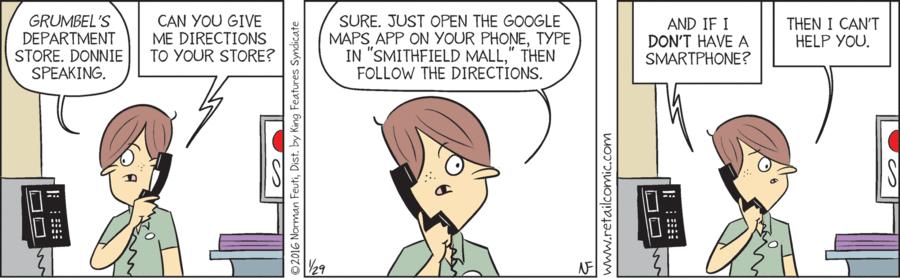 GRUMBEL'S
DEPARTMENT
STORE. DONNIE
SPEAKING.
CAN YOU GIVE
ME DIRECTIONS
TO YOUR STORE?
©2016 Norman Feuti, Dist. by King Features Syndicate
SURE. JUST OPEN THE GOOGLE
MAPS APP ON YOUR PHONE, TYPE
IN "SMITHFIELD MALL," THEN
FOLLOW THE DIRECTIONS.
1/29
NF
www.retailcomic.com
AND IF I
DON'T HAVE A
SMARTPHONE?
THEN I CAN'T
HELP YOU.